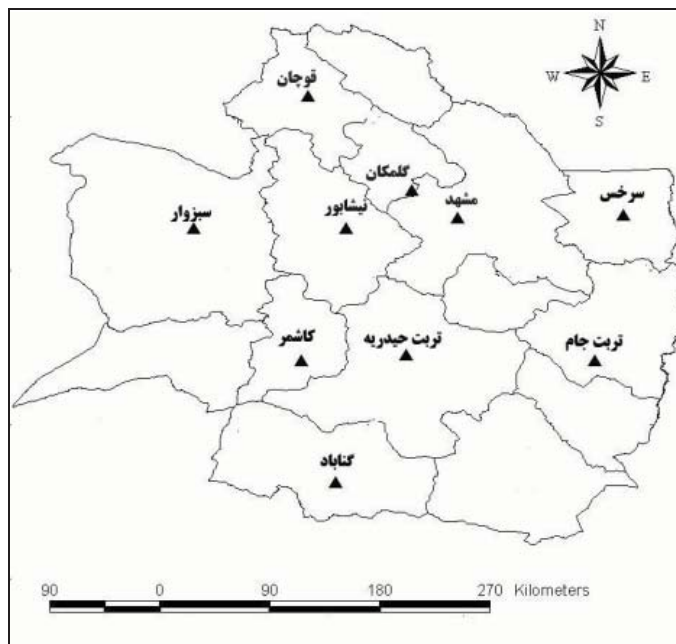 N
قوچان
W E
S
گلمکان
سرخس
مشهد
نیشابور
سبزوار
کاشمر
تربت حیدریه
تربت جام
گناباد
90 0 90 180 270 Kilometers